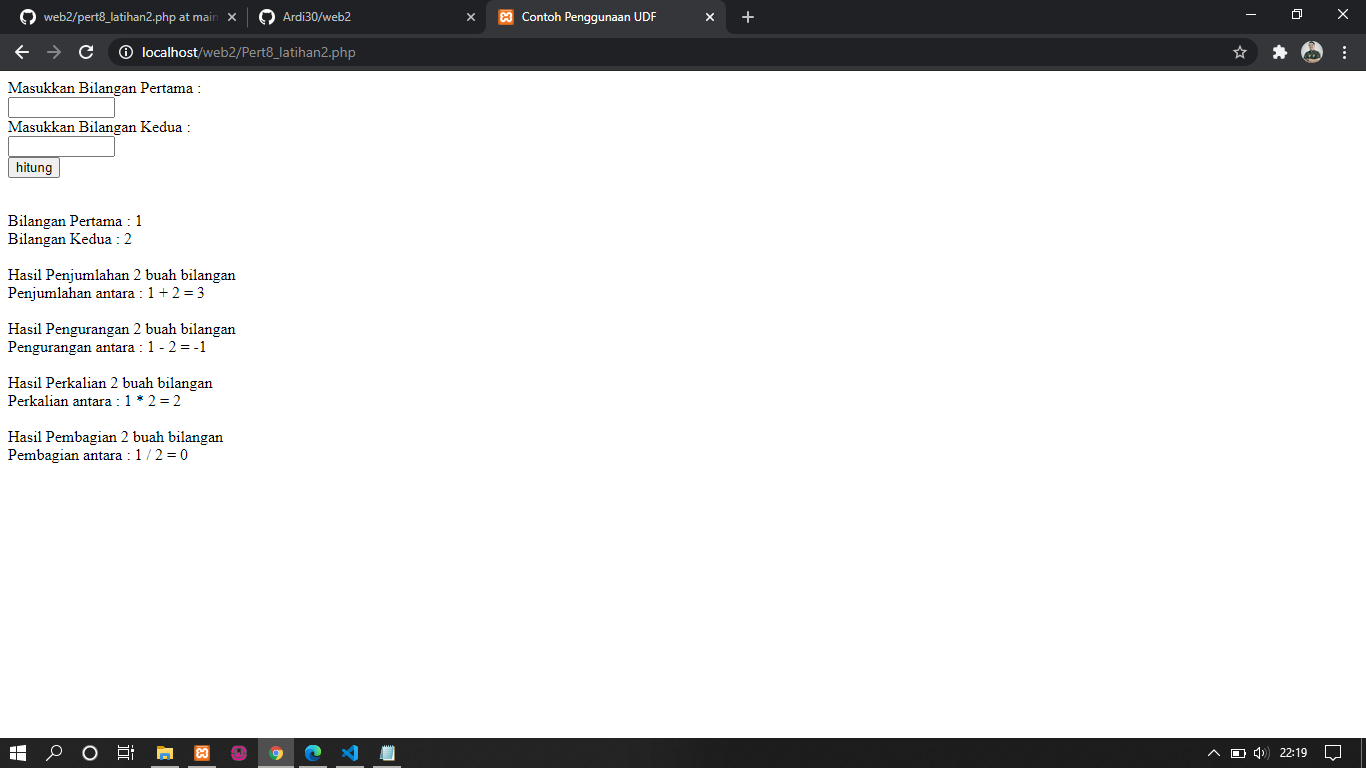 web2/pert8_latihan2.php at main
Ardi30/web2
Contoh Penggunaan UDF
localhost/web2/Pert8_latihan2.php
Masukkan Bilangan Pertama :
Masukkan Bilangan Kedua :
hitung
Bilangan Pertama : 1
Bilangan Kedua : 2
Hasil Penjumlahan 2 buah bilangan
Penjumlahan antara : 1 + 2 = 3
Hasil Pengurangan 2 buah bilangan
Pengurangan antara : 1 - 2 = -1
Hasil Perkalian 2 buah bilangan
Perkalian antara : 1 * 2 = 2
Hasil Pembagian 2 buah bilangan
Pembagian antara : 1 / 2 = 0
22:19